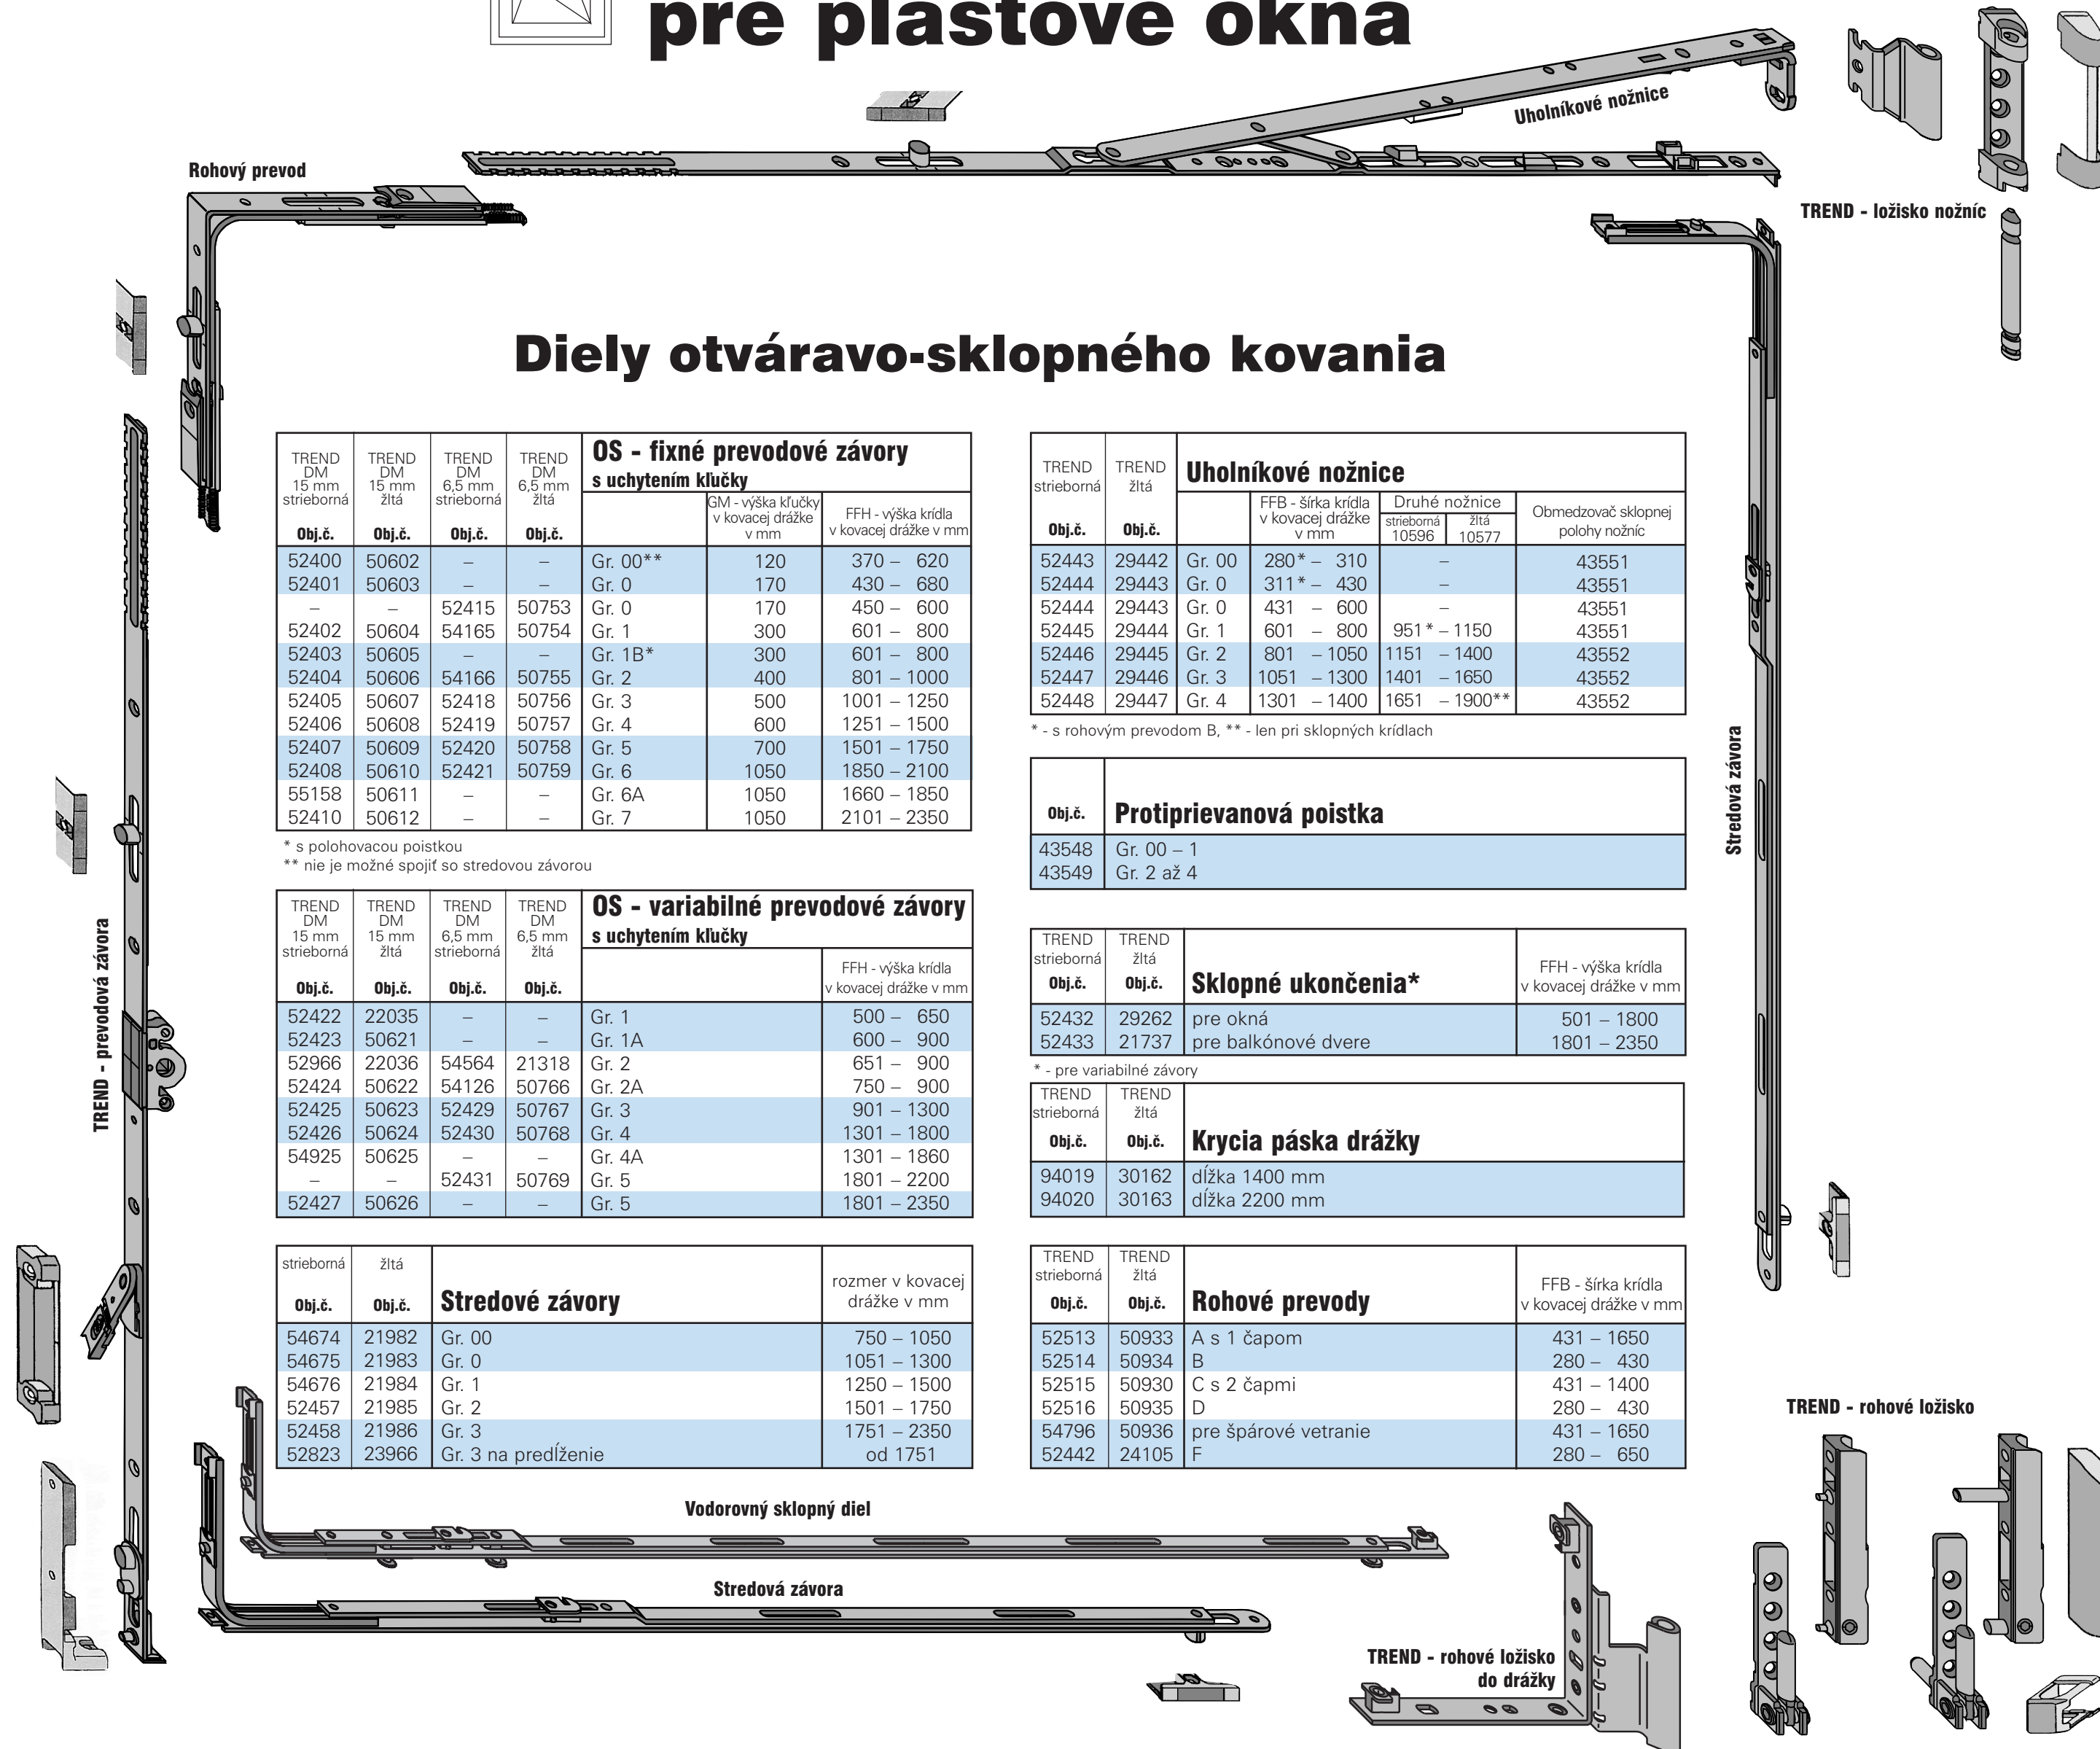 pre plastové okná
Uholníkové nožnice
Rohový prevod
TREND - ložisko nožníc
Diely otváravo-sklopného kovania
TREND DM 15 mm strieborná Obj.č. | TREND DM 15 mm žltá Obj.č. | TREND DM 6,5 mm strieborná Obj.č. | TREND DM 6,5 mm žltá Obj.č. | OS - fixné prevodové závory
s uchytením kľučky
GM - výška kľučky v kovacej drážke v mm | FFH - výška krídla v kovacej drážke v mm
52400 50602 – – Gr. 00** 120 370 – 620
52401 50603 – – Gr. 0 170 430 – 680
– – 52415 50753 Gr. 0 170 450 – 600
52402 50604 54165 50754 Gr. 1 300 601 – 800
52403 50605 – – Gr. 1B* 300 601 – 800
52404 50606 54166 50755 Gr. 2 400 801 – 1000
52405 50607 52418 50756 Gr. 3 500 1001 – 1250
52406 50608 52419 50757 Gr. 4 600 1251 – 1500
52407 50609 52420 50758 Gr. 5 700 1501 – 1750
52408 50610 52421 50759 Gr. 6 1050 1850 – 2100
55158 50611 – – Gr. 6A 1050 1660 – 1850
52410 50612 – – Gr. 7 1050 2101 – 2350
* s polohovacou poistkou
** nie je možné spojiť so stredovou závorou
TREND DM 15 mm strieborná Obj.č. | TREND DM 15 mm žltá Obj.č. | TREND DM 6,5 mm strieborná Obj.č. | TREND DM 6,5 mm žltá Obj.č. | OS - variabilné prevodové závory
s uchytením kľučky
FFH - výška krídla v kovacej drážke v mm
52422 22035 – – Gr. 1 500 – 650
52423 50621 – – Gr. 1A 600 – 900
52966 22036 54564 21318 Gr. 2 651 – 900
52424 50622 54126 50766 Gr. 2A 750 – 900
52425 50623 52429 50767 Gr. 3 901 – 1300
52426 50624 52430 50768 Gr. 4 1301 – 1800
54925 50625 – – Gr. 4A 1301 – 1860
– – 52431 50769 Gr. 5 1801 – 2200
52427 50626 – – Gr. 5 1801 – 2350
strieborná Obj.č. | žltá Obj.č. | Stredové závory | rozmer v kovacej drážke v mm
54674 21982 Gr. 00 750 – 1050
54675 21983 Gr. 0 1051 – 1300
54676 21984 Gr. 1 1250 – 1500
52457 21985 Gr. 2 1501 – 1750
52458 21986 Gr. 3 1751 – 2350
52823 23966 Gr. 3 na predĺženie od 1751
TREND strieborná Obj.č. | TREND žltá Obj.č. | Uholníkové nožnice
FFB - šírka krídla v kovacej drážke v mm | Druhé nožnice strieborná 10596 žltá 10577 | Obmedzovač sklopnej polohy nožníc
52443 29442 Gr. 00 280* – 310 – 43551
52444 29443 Gr. 0 311* – 430 – 43551
52444 29443 Gr. 0 431 – 600 – 43551
52445 29444 Gr. 1 601 – 800 951* – 1150 43551
52446 29445 Gr. 2 801 – 1050 1151 – 1400 43552
52447 29446 Gr. 3 1051 – 1300 1401 – 1650 43552
52448 29447 Gr. 4 1301 – 1400 1651 – 1900** 43552
* - s rohovým prevodom B, ** - len pri sklopných krídlach
Obj.č. | Protiprievanová poistka
43548 Gr. 00 – 1
43549 Gr. 2 až 4
TREND strieborná Obj.č. | TREND žltá Obj.č. | Sklopné ukončenia* | FFH - výška krídla v kovacej drážke v mm
52432 29262 pre okná 501 – 1800
52433 21737 pre balkónové dvere 1801 – 2350
* - pre variabilné závory
TREND strieborná Obj.č. | TREND žltá Obj.č. | Krycia páska drážky
94019 30162 dĺžka 1400 mm
94020 30163 dĺžka 2200 mm
TREND strieborná Obj.č. | TREND žltá Obj.č. | Rohové prevody | FFB - šírka krídla v kovacej drážke v mm
52513 50933 A s 1 čapom 431 – 1650
52514 50934 B 280 – 430
52515 50930 C s 2 čapmi 431 – 1400
52516 50935 D 280 – 430
54796 50936 pre špárové vetranie 431 – 1650
52442 24105 F 280 – 650
TREND - prevodová závora
Stredová závora
TREND - rohové ložisko
Vodorovný sklopný diel
Stredová závora
TREND - rohové ložisko
do drážky